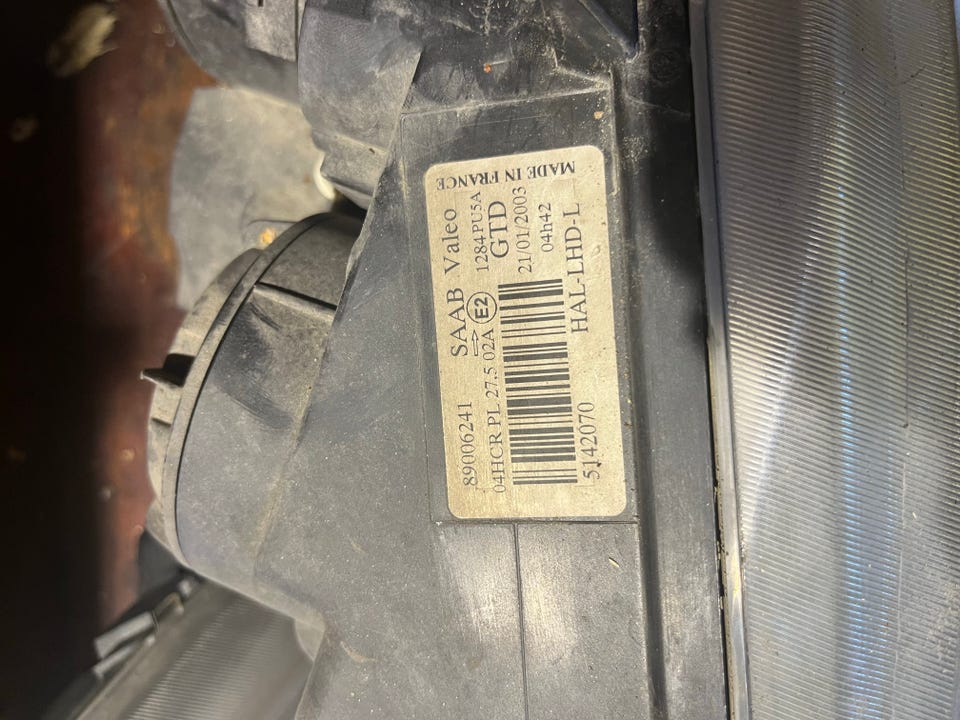 89006241 SAAB Valeo
→ 1284PU5A
04HCR PL 27,5 02A E2 GTD
21/01/2003
04h42
5142070 HAL-LHD-L
MADE IN FRANCE